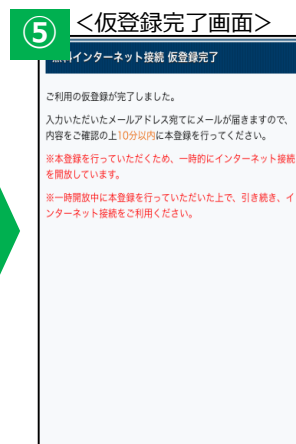 ⑤
＜仮登録完了画面＞
無料インターネット接続 仮登録完了
ご利用の仮登録が完了しました。
入力いただいたメールアドレス宛てにメールが届きますので、
内容をご確認の上10分以内に本登録を行ってください。
※本登録を行っていただくため、一時的にインターネット接続
を開放しています。
※一時開放中に本登録を行っていただいた上で、引き続き、イ
ンターネット接続をご利用ください。